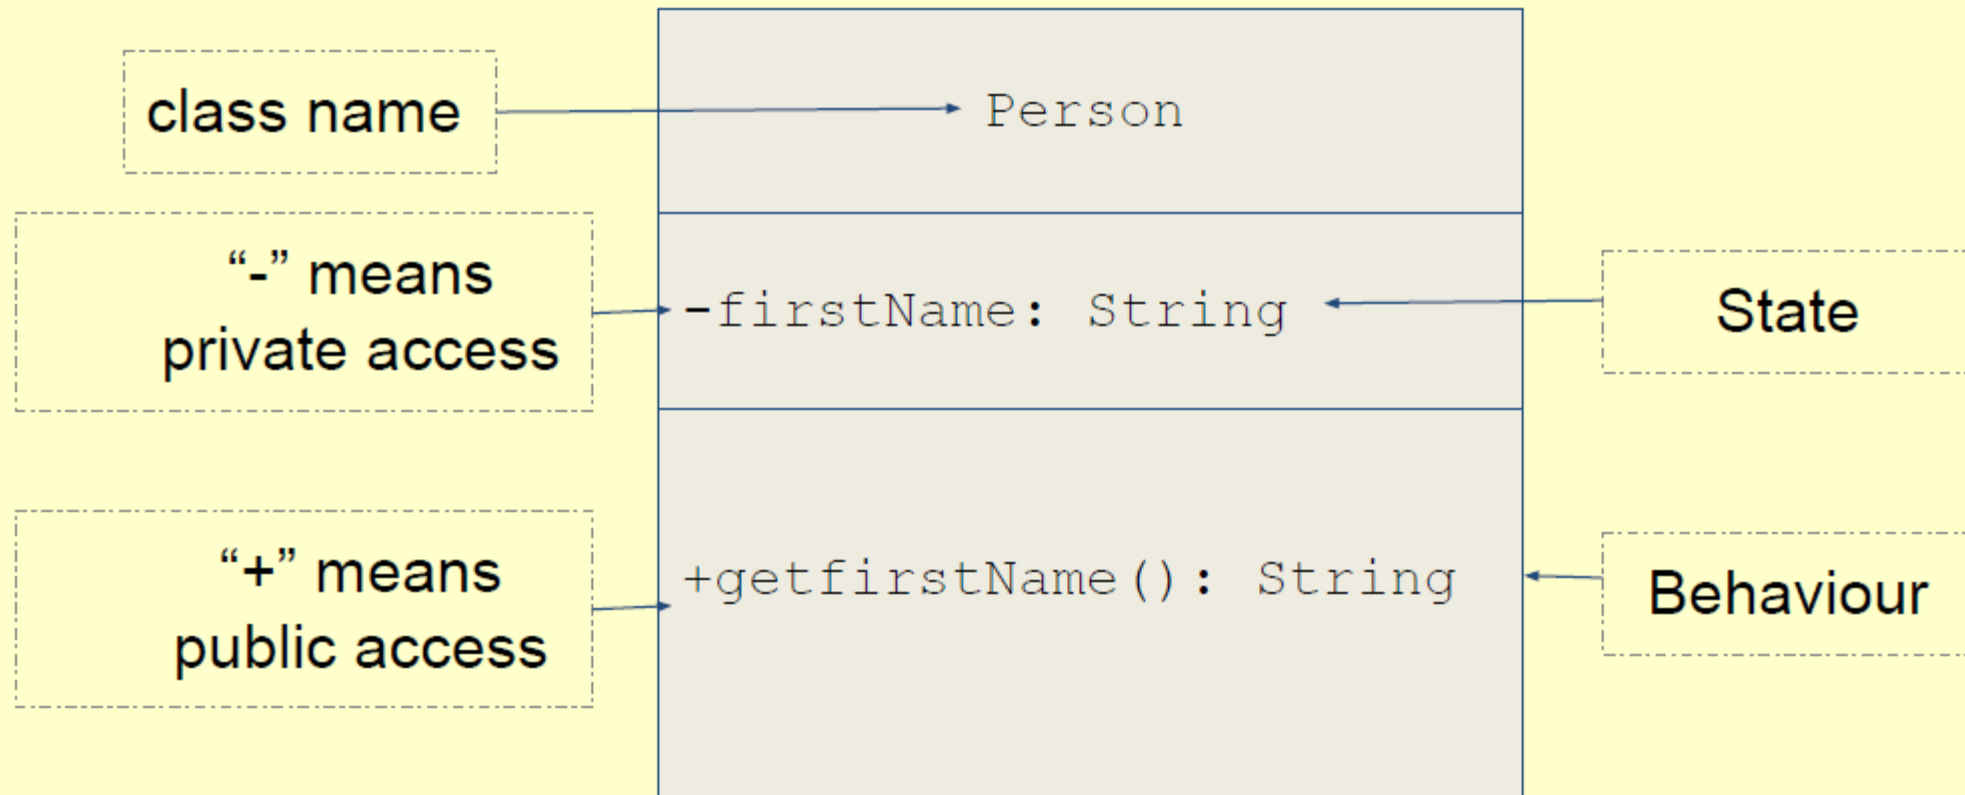 class name
Person
“-” means
private access
-firstName: String
State
“+” means
public access
+getfirstName(): String
Behaviour